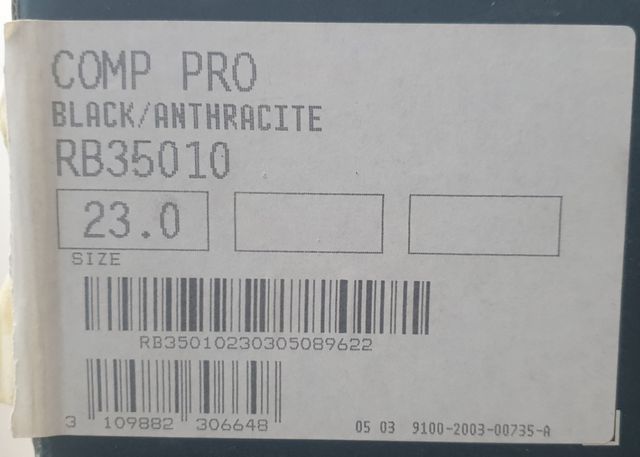 COMP PRO
BLACK/ANTHRACITE
RB35010
23.0
SIZE
RB35010230305089622
3 109882 306648
05 03 9100-2003-00735-A